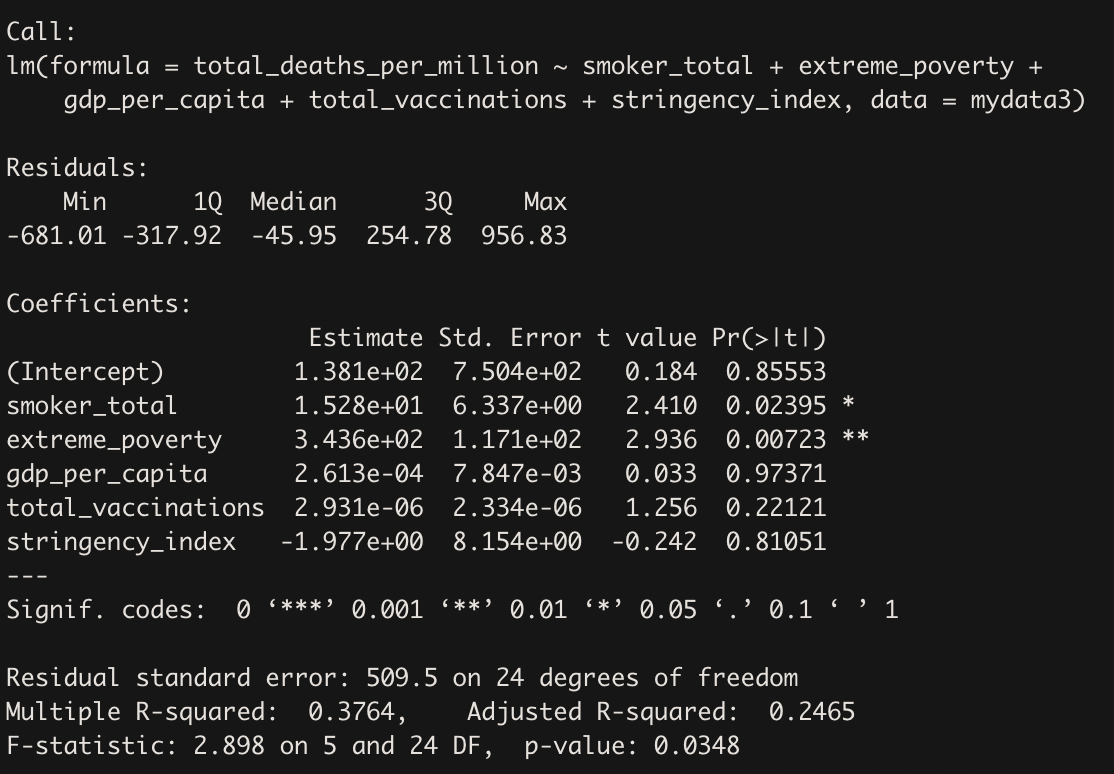 Call:
lm(formula = total_deaths_per_million ~ smoker_total + extreme_poverty +
    gdp_per_capita + total_vaccinations + stringency_index, data = mydata3)

Residuals:
    Min      1Q  Median      3Q     Max
-681.01 -317.92  -45.95  254.78  956.83

Coefficients:
                     Estimate Std. Error t value Pr(>|t|)
(Intercept)         1.381e+02  7.504e+02   0.184  0.85553
smoker_total        1.528e+01  6.337e+00   2.410  0.02395 *
extreme_poverty     3.436e+02  1.171e+02   2.936  0.00723 **
gdp_per_capita      2.613e-04  7.847e-03   0.033  0.97371
total_vaccinations  2.931e-06  2.334e-06   1.256  0.22121
stringency_index   -1.977e+00  8.154e+00  -0.242  0.81051
---
Signif. codes:  0 ‘***’ 0.001 ‘**’ 0.01 ‘*’ 0.05 ‘.’ 0.1 ‘ ’ 1

Residual standard error: 509.5 on 24 degrees of freedom
Multiple R-squared:  0.3764,    Adjusted R-squared:  0.2465
F-statistic: 2.898 on 5 and 24 DF,  p-value: 0.0348